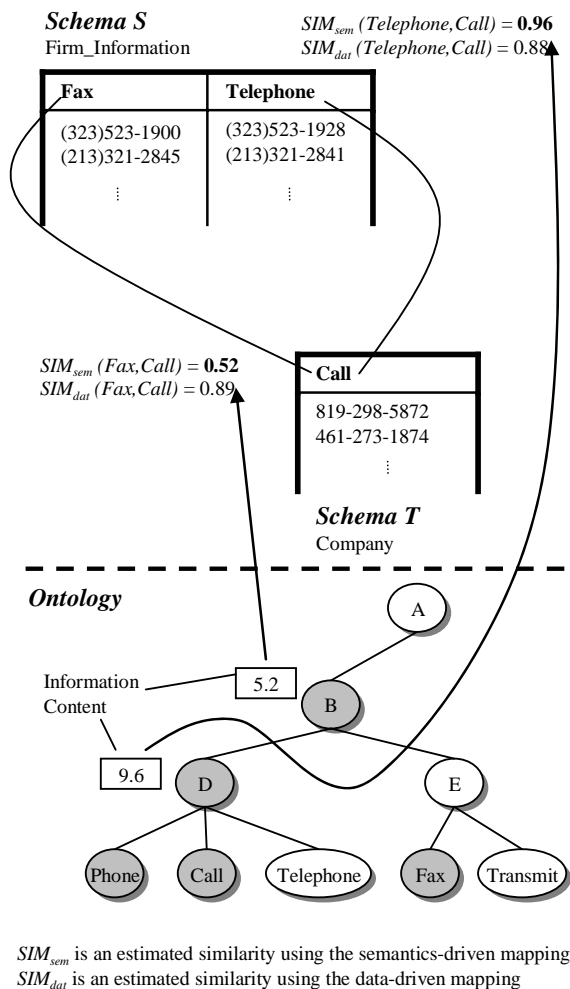 Schema S
Firm_Information
SIM_sem (Telephone,Call) = 0.96
SIM_dat (Telephone,Call) = 0.88
Fax Telephone
(323)523-1900 (323)523-1928
(213)321-2845 (213)321-2841
SIM_sem (Fax,Call) = 0.52
SIM_dat (Fax,Call) = 0.89
Call
819-298-5872
461-273-1874
Schema T
Company
Ontology
A
Information
Content
5.2
B
9.6
D
E
Phone Call Telephone Fax Transmit
SIM_sem is an estimated similarity using the semantics-driven mapping
SIM_dat is an estimated similarity using the data-driven mapping